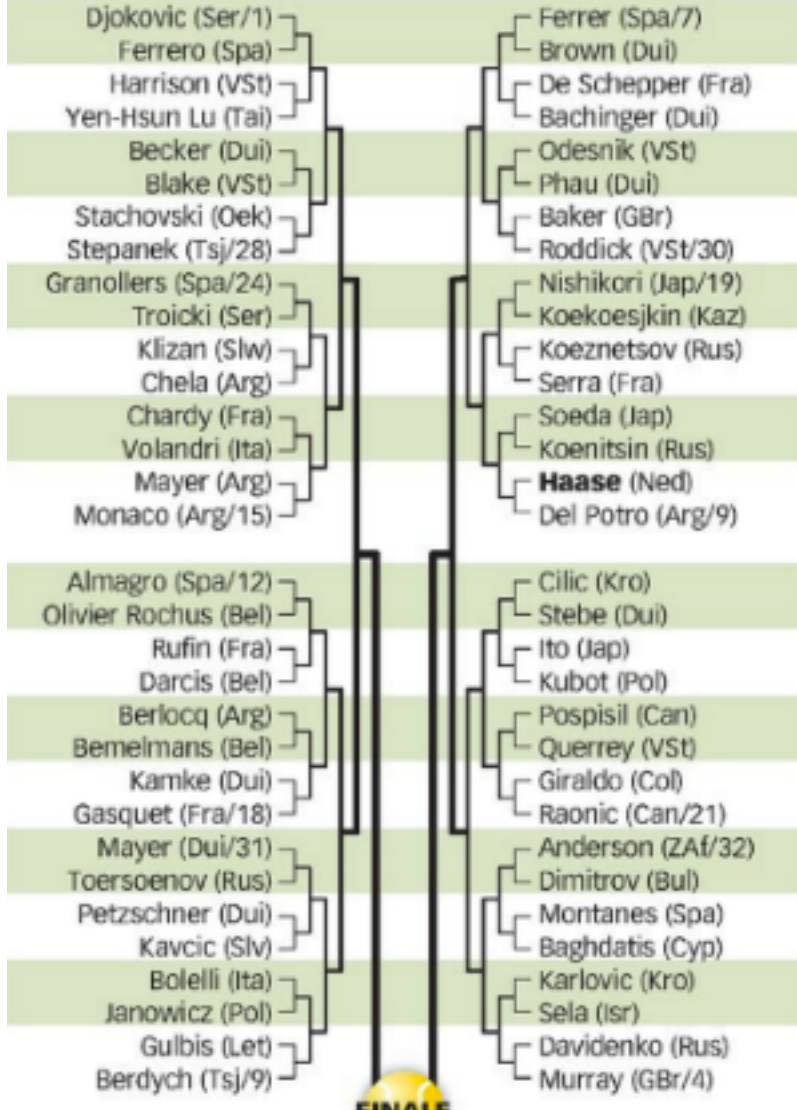 Djokovic (Ser/1)
Ferrero (Spa)
Harrison (VSt)
Yen-Hsun Lu (Tai)
Becker (Dui)
Blake (VSt)
Stachovski (Oek)
Stepanek (Tsj/28)
Granollers (Spa/24)
Troicki (Ser)
Klizan (Slw)
Chela (Arg)
Chardy (Fra)
Volandri (Ita)
Mayer (Arg)
Monaco (Arg/15)
Almagro (Spa/12)
Olivier Rochus (Bel)
Rufin (Fra)
Darcis (Bel)
Berlocq (Arg)
Bemelmans (Bel)
Kamke (Dui)
Gasquet (Fra/18)
Mayer (Dui/31)
Toersoenov (Rus)
Petzschner (Dui)
Kavcic (Slv)
Bolelli (Ita)
Janowicz (Pol)
Gulbis (Let)
Berdych (Tsj/9)
Ferrer (Spa/7)
Brown (Dui)
De Schepper (Fra)
Bachinger (Dui)
Odesnik (VSt)
Phau (Dui)
Baker (GBr)
Roddick (VSt/30)
Nishikori (Jap/19)
Koekoesjkin (Kaz)
Koeznetsov (Rus)
Serra (Fra)
Soeda (Jap)
Koenitsin (Rus)
Haase (Ned)
Del Potro (Arg/9)
Cilic (Kro)
Stebe (Dui)
Ito (Jap)
Kubot (Pol)
Pospisil (Can)
Querrey (VSt)
Giraldo (Col)
Raonic (Can/21)
Anderson (ZAf/32)
Dimitrov (Bul)
Montanes (Spa)
Baghdatis (Cyp)
Karlovic (Kro)
Sela (Isr)
Davidenko (Rus)
Murray (GBr/4)
FINALE